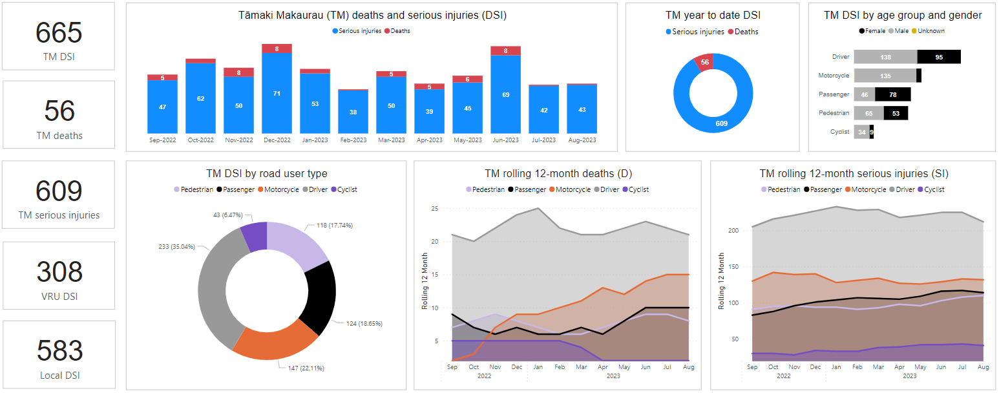 665
TM DSI
56
TM deaths
609
TM serious injuries
308
VRU DSI
583
Local DSI
Tāmaki Makaurau (TM) deaths and serious injuries (DSI)
Serious injuries Deaths
5 8 8 5 5 6 8
47 62 50 71 53 38 50 39 45 69 42 43
Sep-2022 Oct-2022 Nov-2022 Dec-2022 Jan-2023 Feb-2023 Mar-2023 Apr-2023 May-2023 Jun-2023 Jul-2023 Aug-2023
TM year to date DSI
Serious injuries Deaths
56
609
TM DSI by age group and gender
Female Male Unknown
Driver 138 95
Motorcycle 135
Passenger 46 78
Pedestrian 65 53
Cyclist 34 9
TM DSI by road user type
Pedestrian Passenger Motorcycle Driver Cyclist
43 (6.47%)
118 (17.74%)
233 (35.04%)
124 (18.65%)
147 (22.11%)
TM rolling 12-month deaths (D)
Pedestrian Passenger Motorcycle Driver Cyclist
Rolling 12 Month
25
20
15
10
5
Sep Oct Nov Dec Jan Feb Mar Apr May Jun Jul Aug
2022 2023
TM rolling 12-month serious injuries (SI)
Pedestrian Passenger Motorcycle Driver Cyclist
Rolling 12 Month
200
150
100
50
Sep Oct Nov Dec Jan Feb Mar Apr May Jun Jul Aug
2022 2023